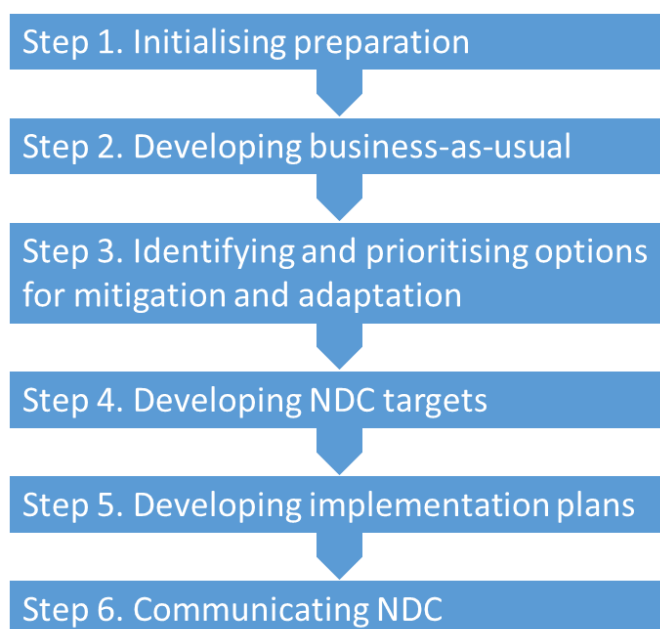 Step 1. Initialising preparation
Step 2. Developing business-as-usual
Step 3. Identifying and prioritising options
for mitigation and adaptation
Step 4. Developing NDC targets
Step 5. Developing implementation plans
Step 6. Communicating NDC